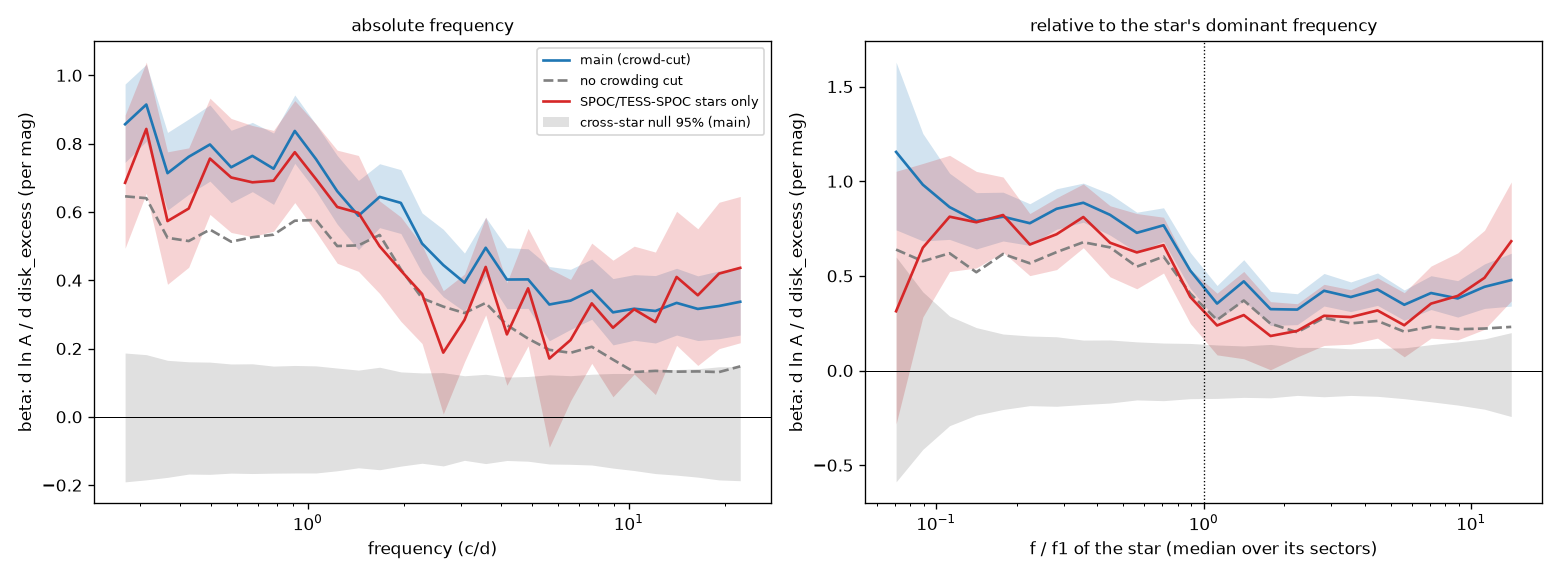 absolute frequency
main (crowd-cut)
no crowding cut
SPOC/TESS-SPOC stars only
cross-star null 95% (main)
1.0
0.8
0.6
0.4
0.2
0.0
−0.2
beta: d ln A / d disk_excess (per mag)
10⁰
10¹
frequency (c/d)
relative to the star's dominant frequency
1.5
1.0
0.5
0.0
−0.5
beta: d ln A / d disk_excess (per mag)
10⁻¹
10⁰
10¹
f / f1 of the star (median over its sectors)